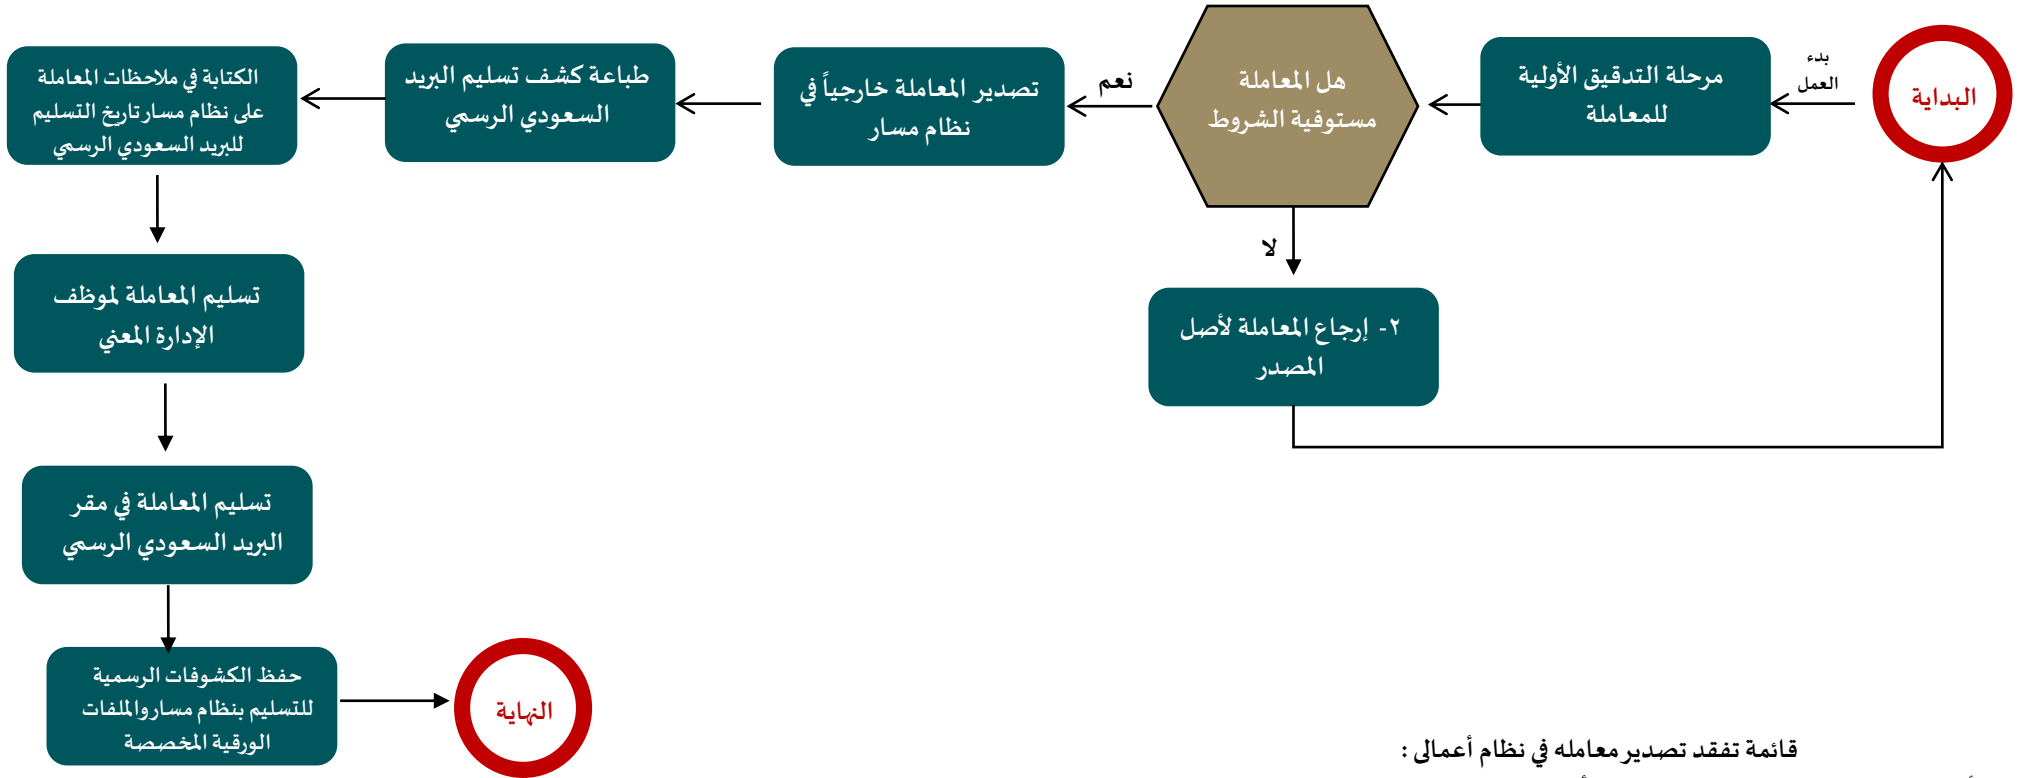 البداية
بدء
العمل
مرحلة التدقيق الأولية
للمعاملة
هل المعاملة
مستوفية الشروط
نعم
تصدير المعاملة خارجياً في
نظام مسار
طباعة كشف تسليم البريد
السعودي الرسمي
الكتابة في ملاحظات المعاملة
على نظام مسار تاريخ التسليم
للبريد السعودي الرسمي
لا
٢- إرجاع المعاملة لأصل
المصدر
تسليم المعاملة لموظف
الإدارة المعني
تسليم المعاملة في مقر
البريد السعودي الرسمي
حفظ الكشوفات الرسمية
للتسليم بنظام مسار والملفات
الورقية المخصصة
النهاية
قائمة تفقد تصدير معامله في نظام أعمالى :